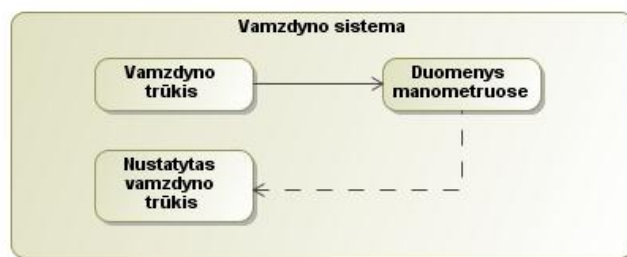 Vamzdyno sistema
Vamzdyno
trūkis
Duomenys
manometruose
Nustatytas
vamzdyno
trūkis